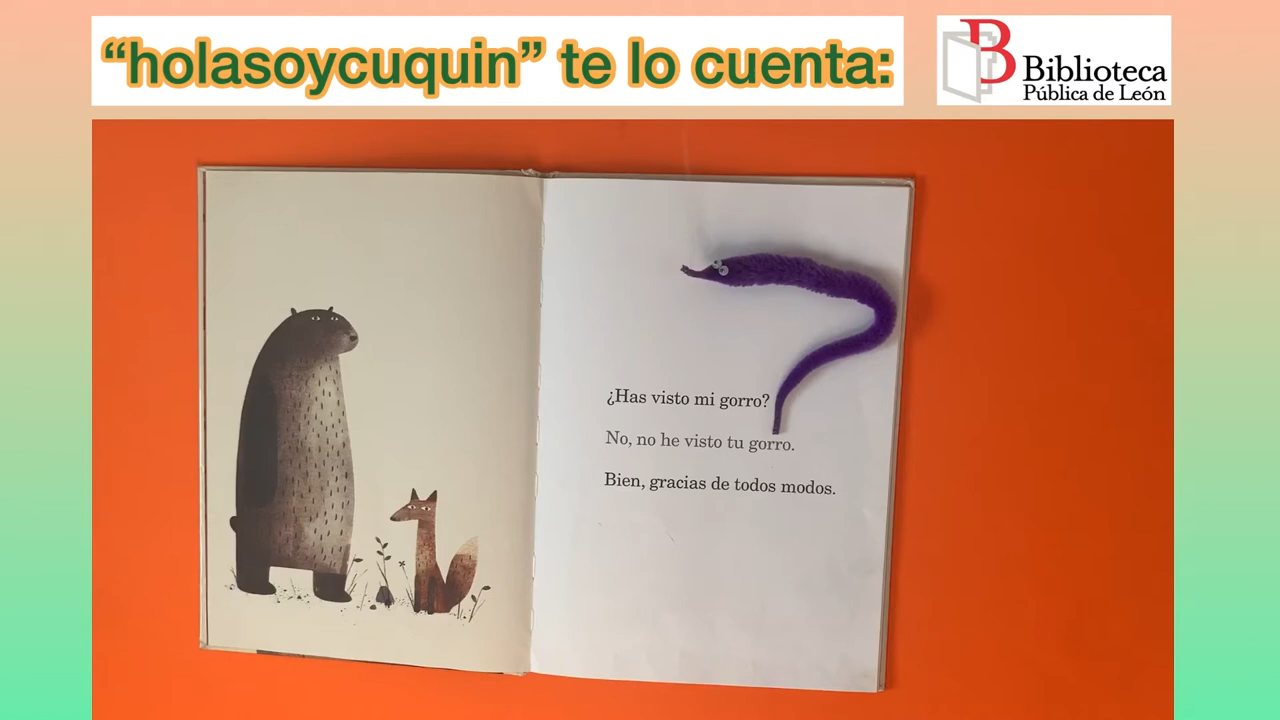 “holasoycuquin” te lo cuenta:
B
Biblioteca
Pública de León
¿Has visto mi gorro?
No, no he visto tu gorro.
Bien, gracias de todos modos.